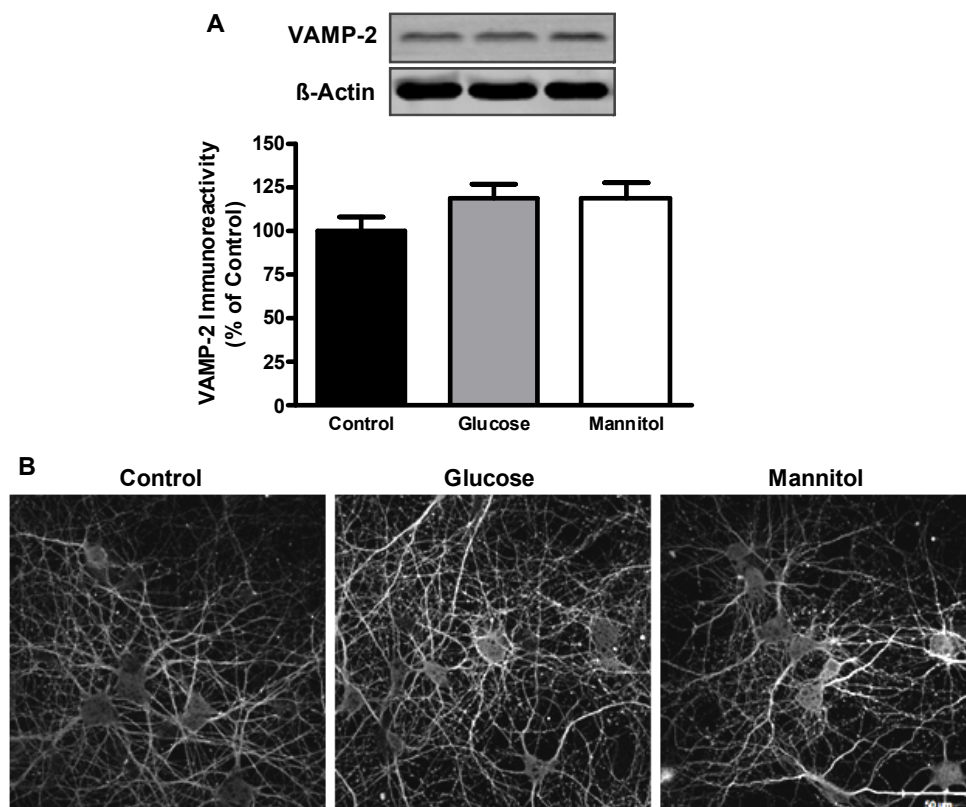 A
VAMP-2
ß-Actin
VAMP-2 Immunoreactivity
(% of Control)
150
125
100
75
50
25
0
Control Glucose Mannitol
B
Control Glucose Mannitol